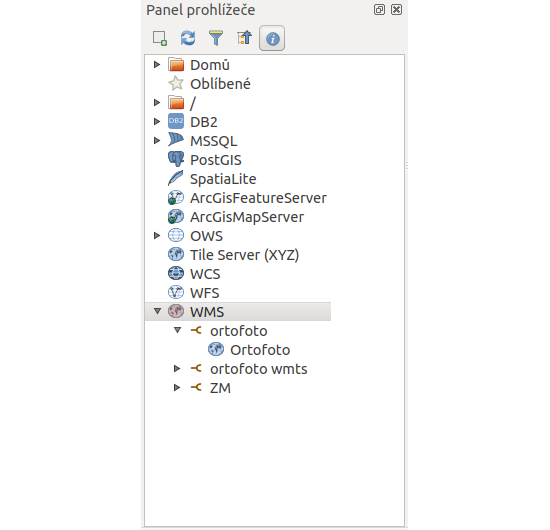 Panel prohlížeče
Domů
Oblíbené
/
DB2
DB2
MSSQL
PostGIS
SpatiaLite
ArcGisFeatureServer
ArcGisMapServer
OWS
Tile Server (XYZ)
WCS
WFS
WMS
ortofoto
Ortofoto
ortofoto wmts
ZM